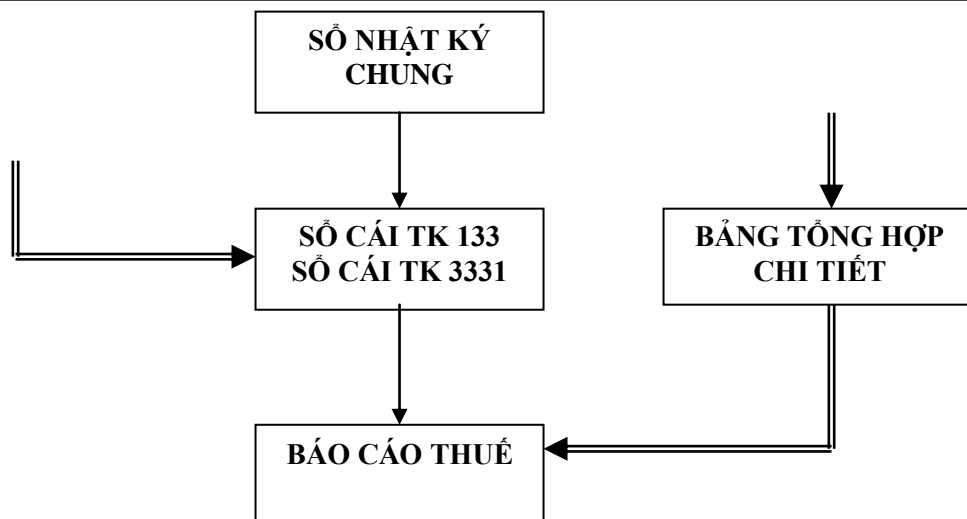 SỔ NHẬT KÝ
CHUNG
SỔ CÁI TK 133
SỔ CÁI TK 3331
BẢNG TỔNG HỢP
CHI TIẾT
BÁO CÁO THUẾ